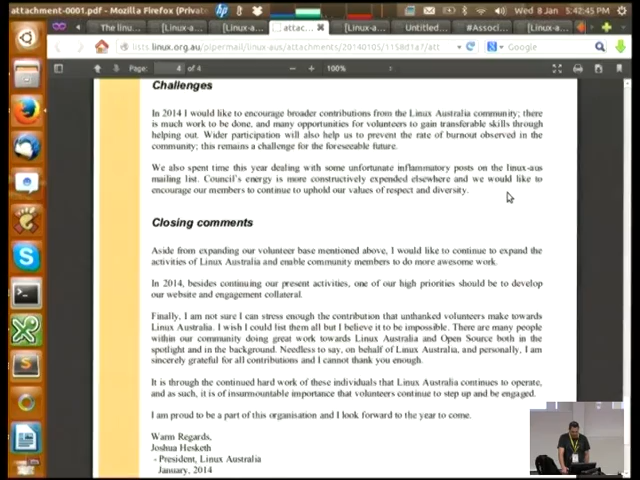 attachment-0001.pdf - Mozilla Firefox (Private
Wed 8 Jan 5:42:45 PM
The linu...
[Linux-a...
[Linux-a...
attac...
[Linux-a...
Untitled...
#Associ...
[Linux-a...
lists.linux.org.au/pipermail/linux-aus/attachments/20140105/1158d1a7/att
Google
Page: 4 of 4
100%
Challenges
In 2014 I would like to encourage broader contributions from the Linux Australia community; there
is much work to be done, and many opportunities for volunteers to gain transferable skills through
helping out. Wider participation will also help us to prevent the rate of burnout observed in the
community; this remains a challenge for the foreseeable future.
We also spent time this year dealing with some unfortunate inflammatory posts on the linux-aus
mailing list. Council's energy is more constructively expended elsewhere and we would like to
encourage our members to continue to uphold our values of respect and diversity.
Closing comments
Aside from expanding our volunteer base mentioned above, I would like to continue to expand the
activities of Linux Australia and enable community members to do more awesome work.
In 2014, besides continuing our present activities, one of our high priorities should be to develop
our website and engagement collateral.
Finally, I am not sure I can stress enough the contribution that unthanked volunteers make towards
Linux Australia. I wish I could list them all but I believe it to be impossible. There are many people
within our community doing great work towards Linux Australia and Open Source both in the
spotlight and in the background. Needless to say, on behalf of Linux Australia, and personally, I am
sincerely grateful for all contributions and I cannot thank you enough.
It is through the continued hard work of these individuals that Linux Australia continues to operate,
and as such, it is of insurmountable importance that volunteers continue to step up and be engaged.
I am proud to be a part of this organisation and I look forward to the year to come.
Warm Regards,
Joshua Hesketh
- President, Linux Australia
January, 2014